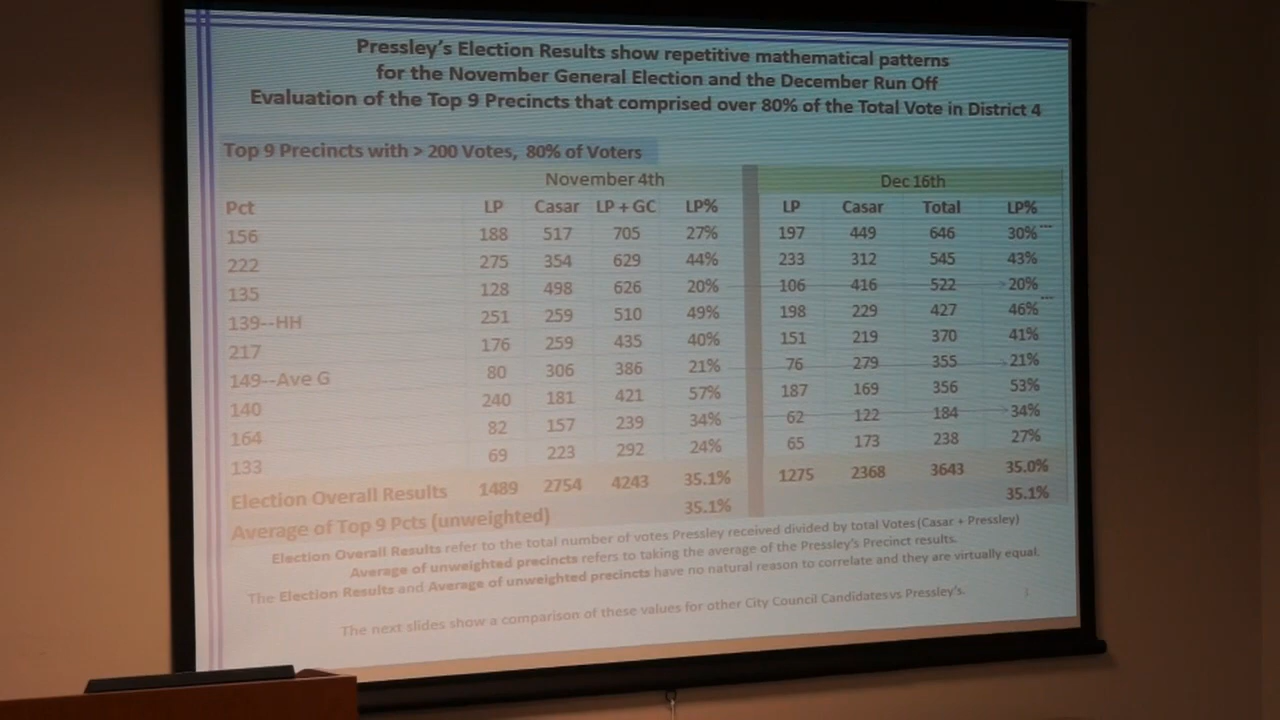 Pressley's Election Results show repetitive mathematical patterns
for the November General Election and the December Run Off
Evaluation of the Top 9 Precincts that comprised over 80% of the Total Vote in District 4
Top 9 Precincts with > 200 Votes, 80% of Voters
November 4th Dec 16th
Pct LP Casar LP + GC LP% LP Casar Total LP%
156 188 517 705 27% 197 449 646 30%***
222 275 354 629 44% 233 312 545 43%
135 128 498 626 20% 106 416 522 20%
139--HH 251 259 510 49% 198 229 427 46%***
217 176 259 435 40% 151 219 370 41%
149--Ave G 80 306 386 21% 76 279 355 21%
140 240 181 421 57% 187 169 356 53%
164 82 157 239 34% 62 122 184 34%
133 69 223 292 24% 65 173 238 27%
Election Overall Results 1489 2754 4243 35.1% 1275 2368 3643 35.0%
Average of Top 9 Pcts (unweighted) 35.1% 35.1%
Election Overall Results refer to the total number of votes Pressley received divided by total Votes (Casar + Pressley)
Average of unweighted precincts refers to taking the average of the Pressley's Precinct results.
The Election Results and Average of unweighted precincts have no natural reason to correlate and they are virtually equal.
The next slides show a comparison of these values for other City Council Candidates vs Pressley's.